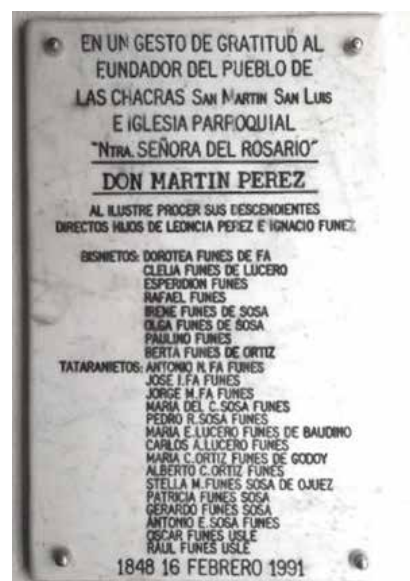 EN UN GESTO DE GRATITUD AL
FUNDADOR DEL PUEBLO DE
LAS CHACRAS SAN MARTIN SAN LUIS
E IGLESIA PARROQUIAL
"NTRA. SEÑORA DEL ROSARIO"
DON MARTIN PEREZ
AL ILUSTRE PROCER SUS DESCENDIENTES
DIRECTOS HIJOS DE LEONCIA PEREZ E IGNACIO FUNEZ
BISNIETOS: DOROTEA FUNES DE FA
CLELIA FUNES DE LUCERO
ESPERIDION FUNES
RAFAEL FUNES
IRENE FUNES DE SOSA
OLGA FUNES DE SOSA
PAULINO FUNES
BERTA FUNES DE ORTIZ
TATARANIETOS: ANTONIO N. FA FUNES
JOSE I. FA FUNES
JORGE M. FA FUNES
MARIA DEL C. SOSA FUNES
PEDRO R. SOSA FUNES
MARIA E. LUCERO FUNES DE BAUDINO
CARLOS A. LUCERO FUNES
MARIA C. ORTIZ FUNES DE GODOY
ALBERTO C. ORTIZ FUNES
STELLA M. FUNES SOSA DE OJUEZ
PATRICIA FUNES SOSA
GERARDO FUNES SOSA
ANTONIO E. SOSA FUNES
OSCAR FUNES USLE
RAUL FUNES USLE
1848 16 FEBRERO 1991